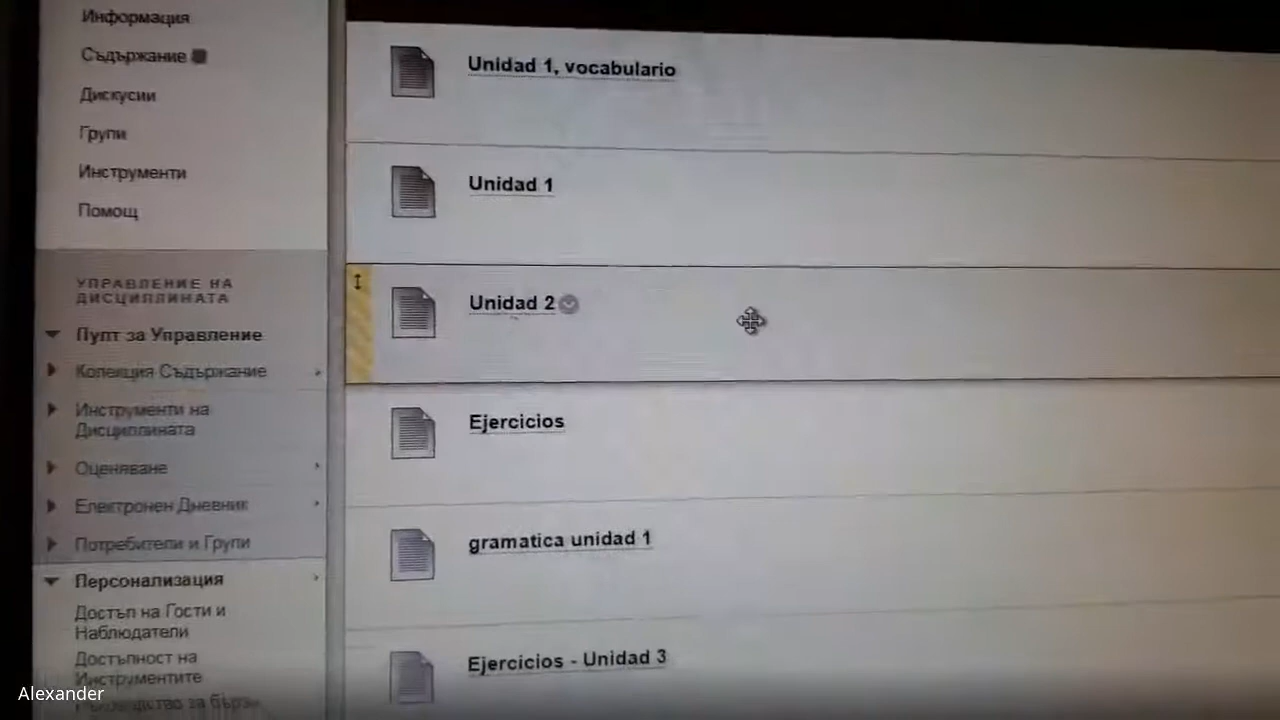 Информация
Съдържание
Дискусии
Групи
Инструменти
Помощ
УПРАВЛЕНИЕ НА
ДИСЦИПЛИНАТА
Пулт за Управление
Колекция Съдържание
Инструменти на
Дисциплината
Оценяване
Електронен Дневник
Потребители и Групи
Персонализация
Достъп на Гости и
Наблюдатели
Достъпност на
Инструментите
Ръководство за
Unidad 1, vocabulario
Unidad 1
Unidad 2
Ejercicios
gramatica unidad 1
Ejercicios - Unidad 3
Alexander